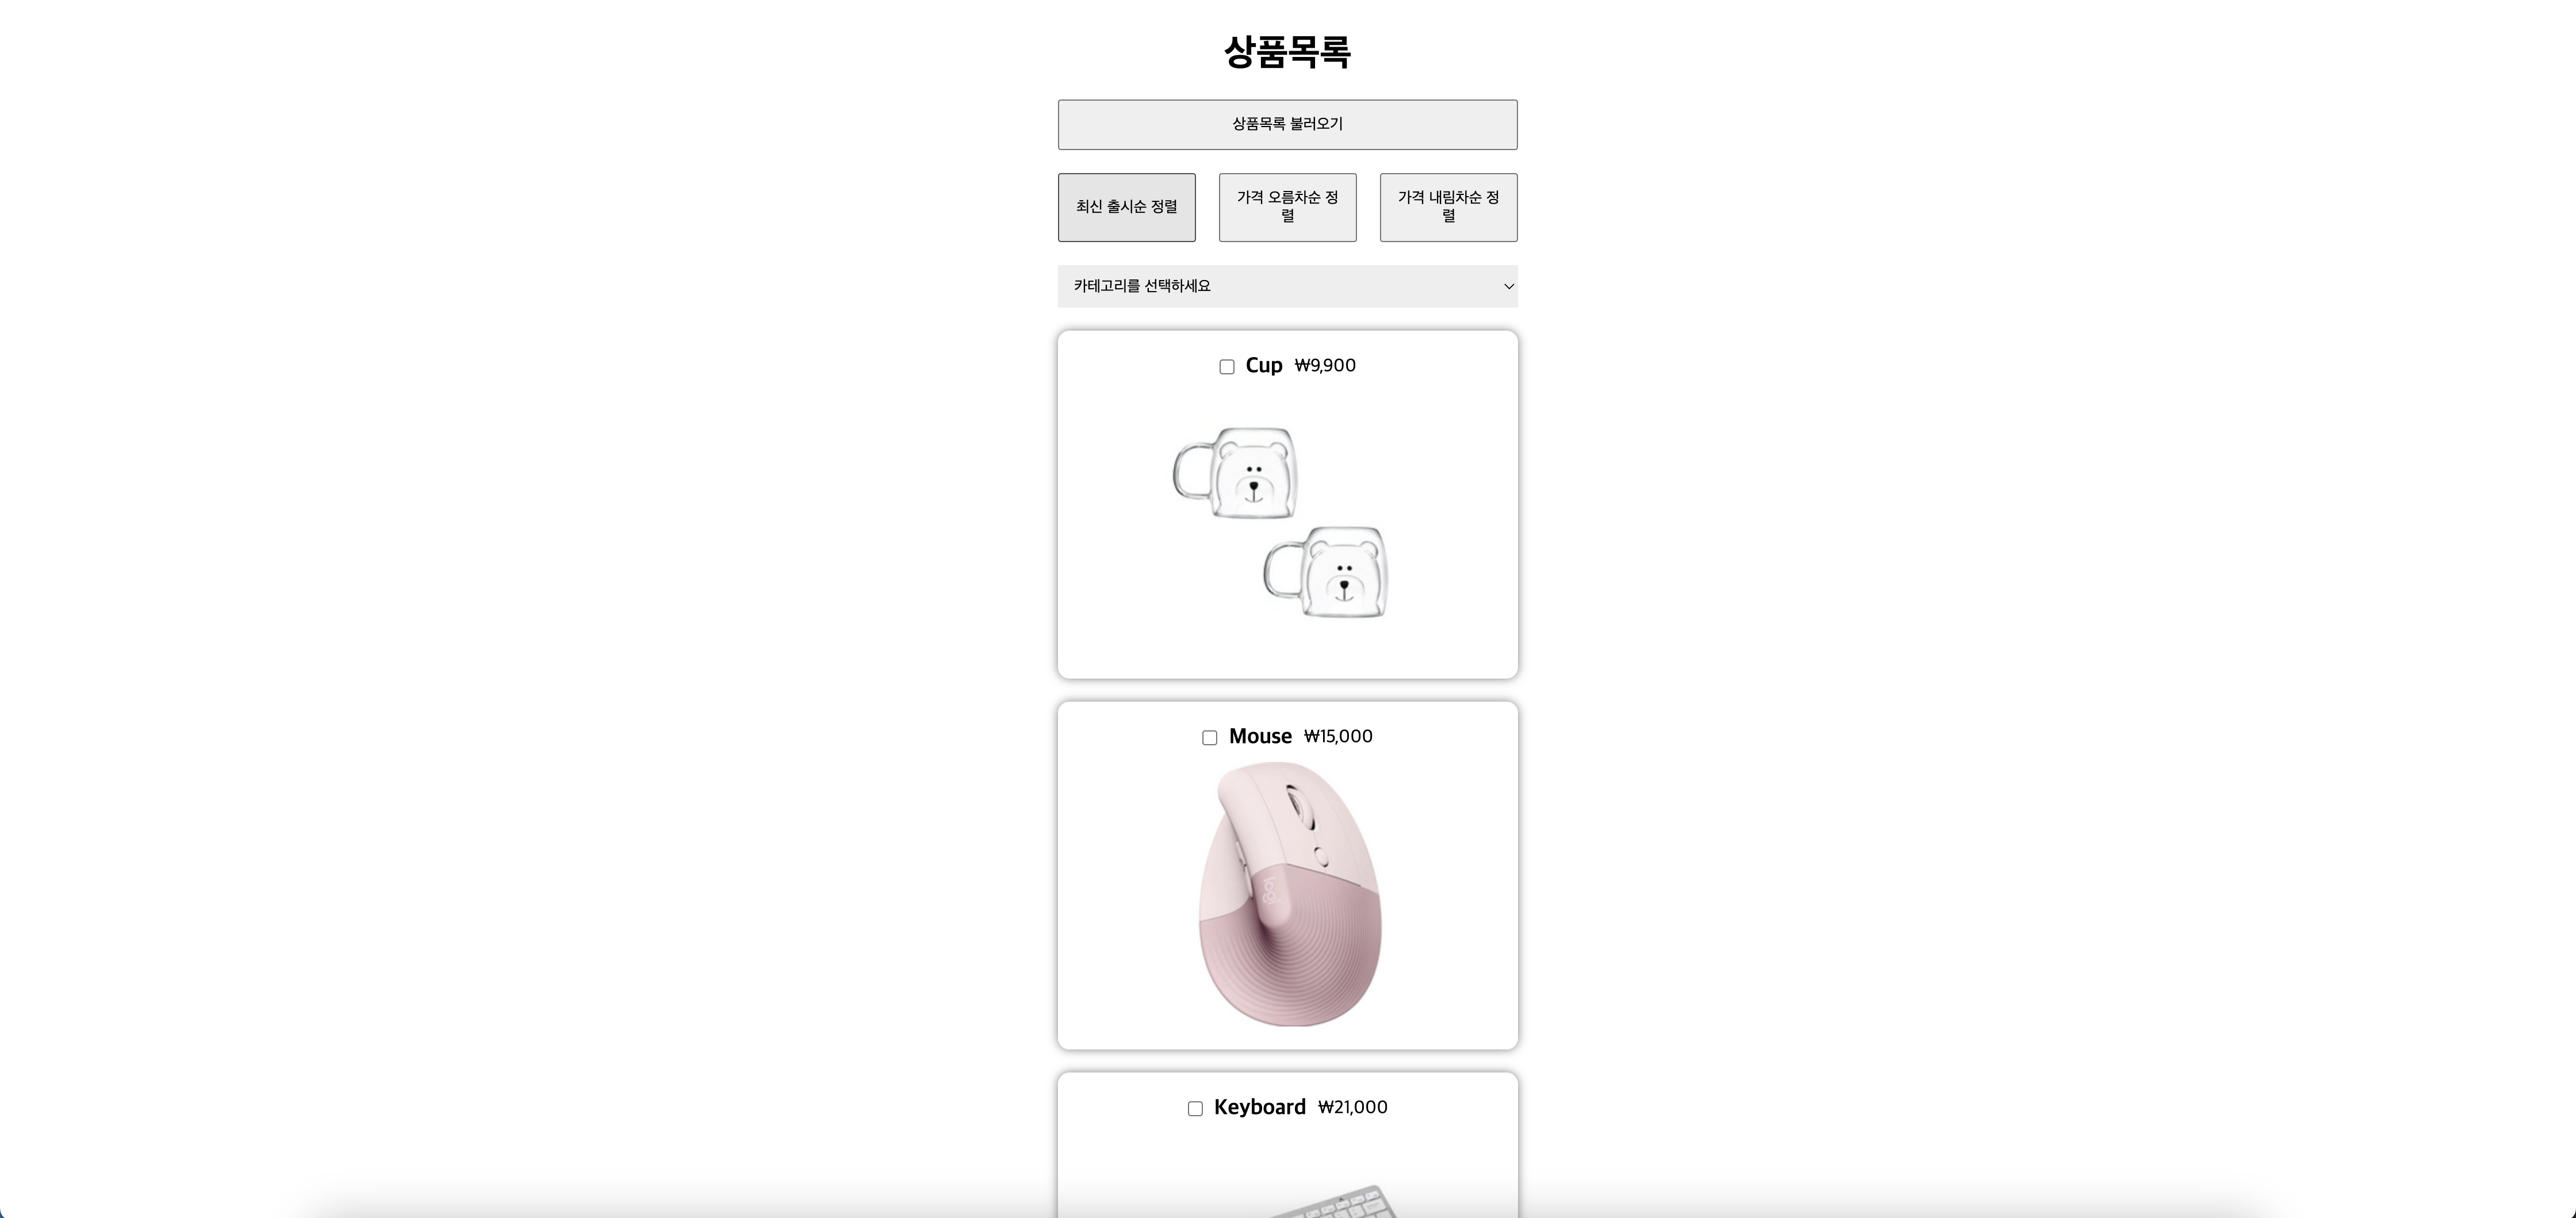 상품목록
상품목록 불러오기
최신 출시순 정렬
가격 오름차순 정
렬
가격 내림차순 정
렬
카테고리를 선택하세요
Cup ₩9,900
Mouse ₩15,000
logi
Keyboard ₩21,000